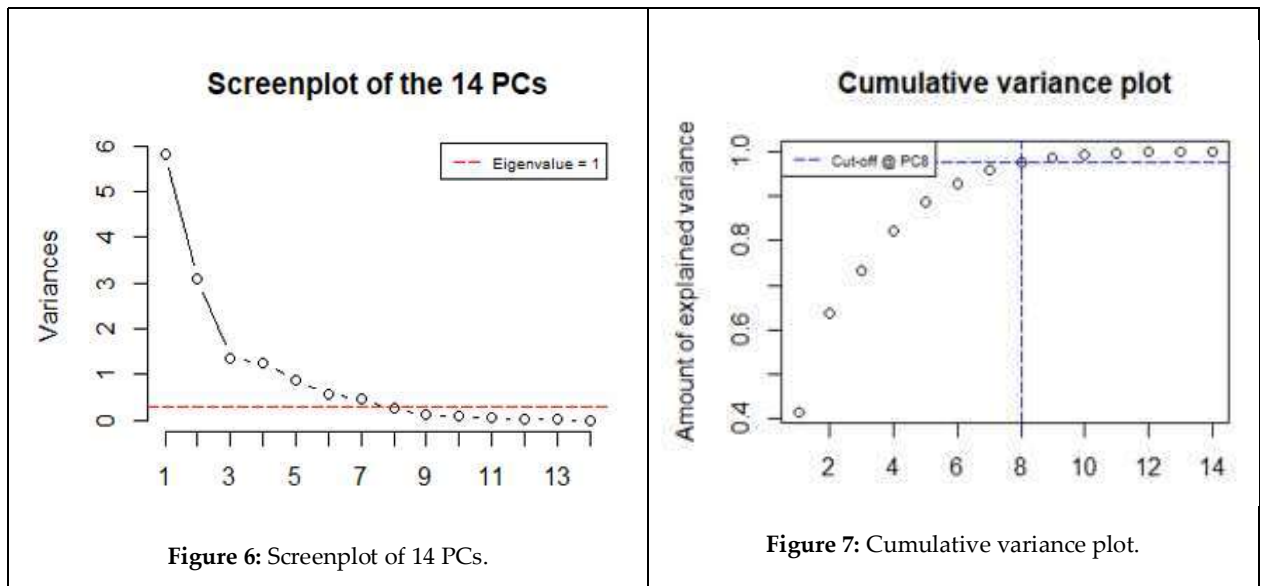 Screenplot of the 14 PCs
Variances
6
5
4
3
2
1
0
Eigenvalue = 1
1 3 5 7 9 11 13
Figure 6: Screenplot of 14 PCs.
Cumulative variance plot
Amount of explained variance
1.0
0.8
0.6
0.4
Cut-off @ PC8
2 4 6 8 10 12 14
Figure 7: Cumulative variance plot.